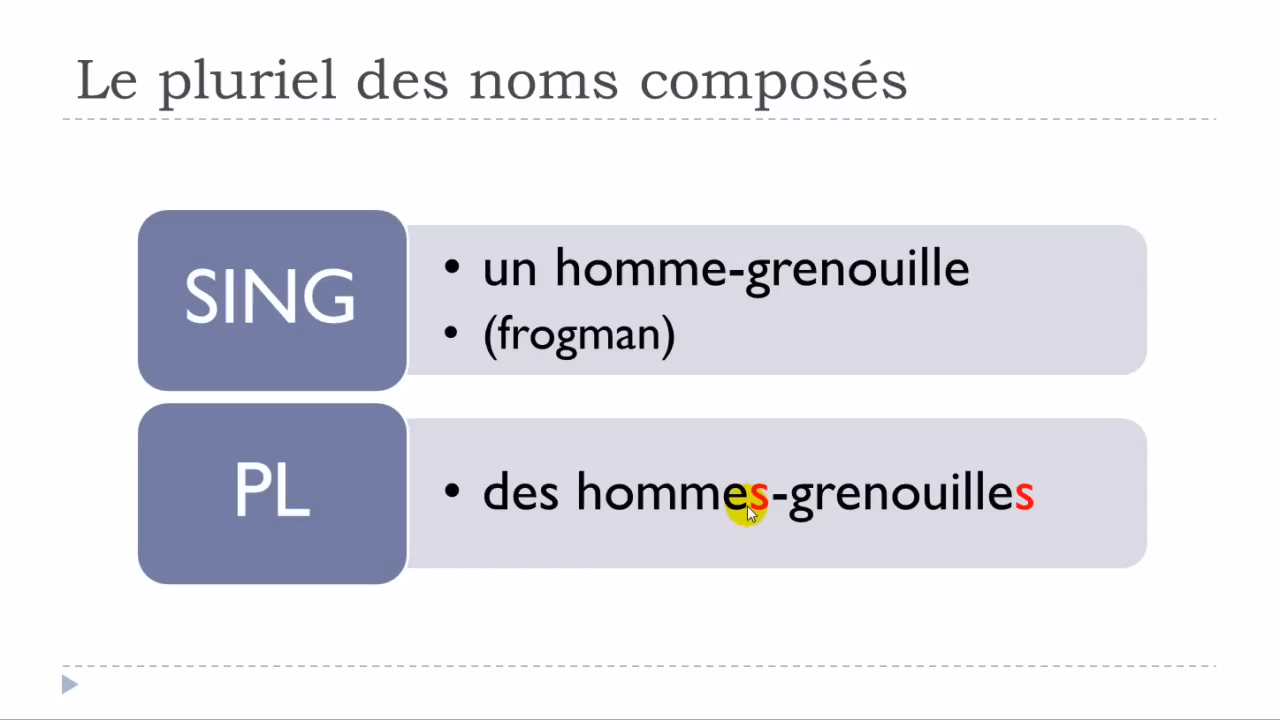 Le pluriel des noms composés
SING
• un homme-grenouille
• (frogman)
PL
• des hommes-grenouilles